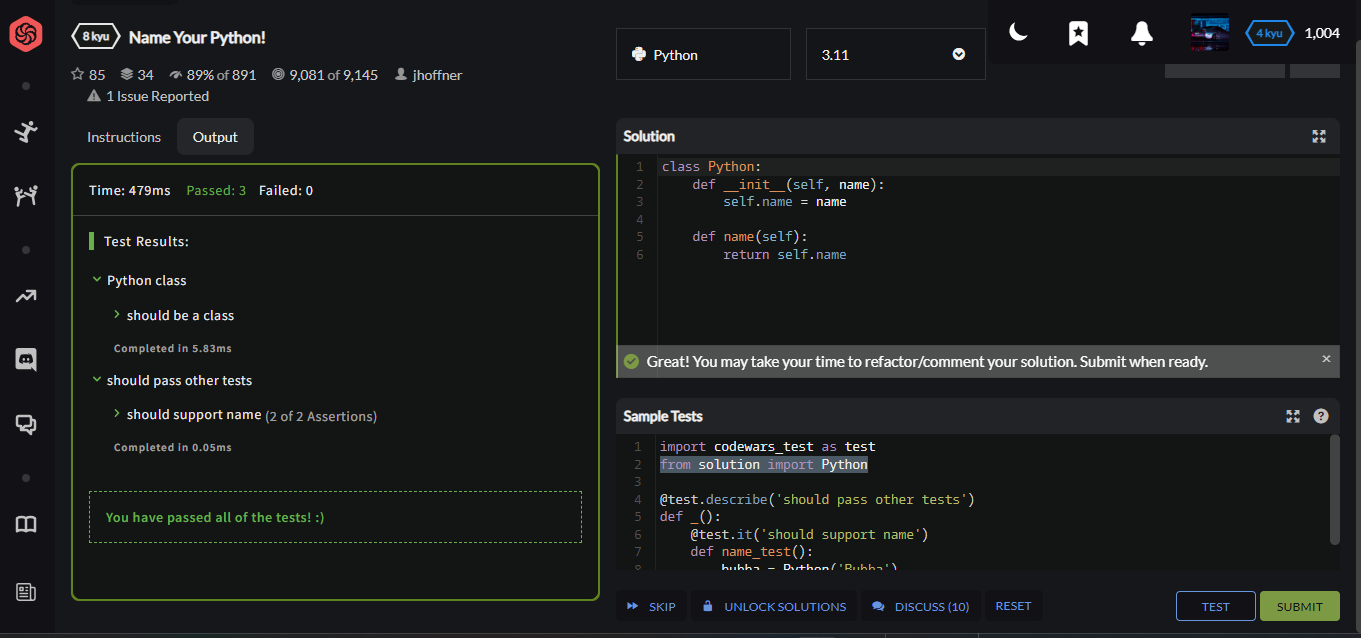 8 kyu Name Your Python!
85 34 89% of 891 9,081 of 9,145 jhoffner
1 Issue Reported
Python
3.11
4 kyu 1,004
Instructions Output
Time: 479ms Passed: 3 Failed: 0
Test Results:
Python class
should be a class
Completed in 5.83ms
should pass other tests
should support name (2 of 2 Assertions)
Completed in 0.05ms
You have passed all of the tests! :)
Solution
1 class Python:
2     def __init__(self, name):
3         self.name = name
4
5     def name(self):
6         return self.name
Great! You may take your time to refactor/comment your solution. Submit when ready.
Sample Tests
1 import codewars_test as test
2 from solution import Python
3
4 @test.describe('should pass other tests')
5 def _():
6     @test.it('should support name')
7     def name_test():
8         bubba = Python('Bubba')
SKIP UNLOCK SOLUTIONS DISCUSS (10) RESET TEST SUBMIT